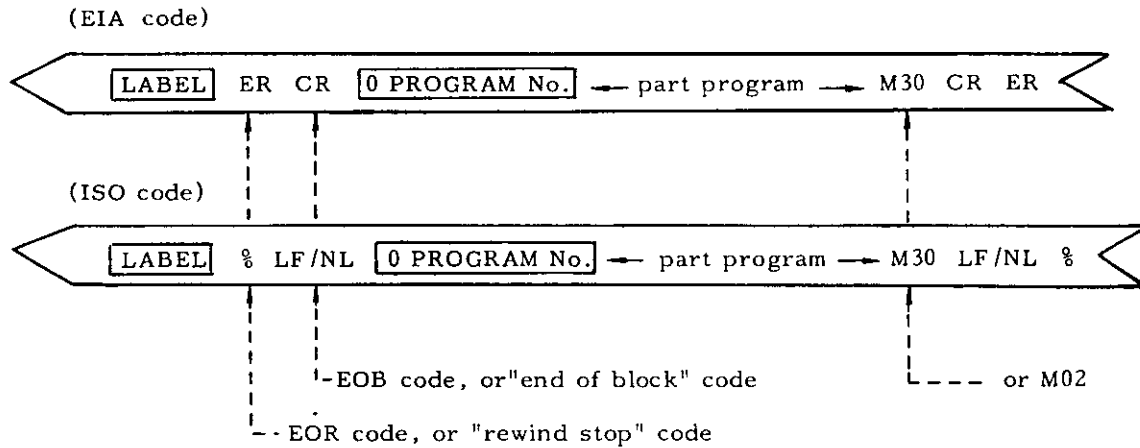 (EIA code)
LABEL ER CR 0 PROGRAM No. ← part program → M30 CR ER
(ISO code)
LABEL % LF/NL 0 PROGRAM No. ← part program → M30 LF/NL %
EOB code, or"end of block" code
or M02
EOR code, or "rewind stop" code